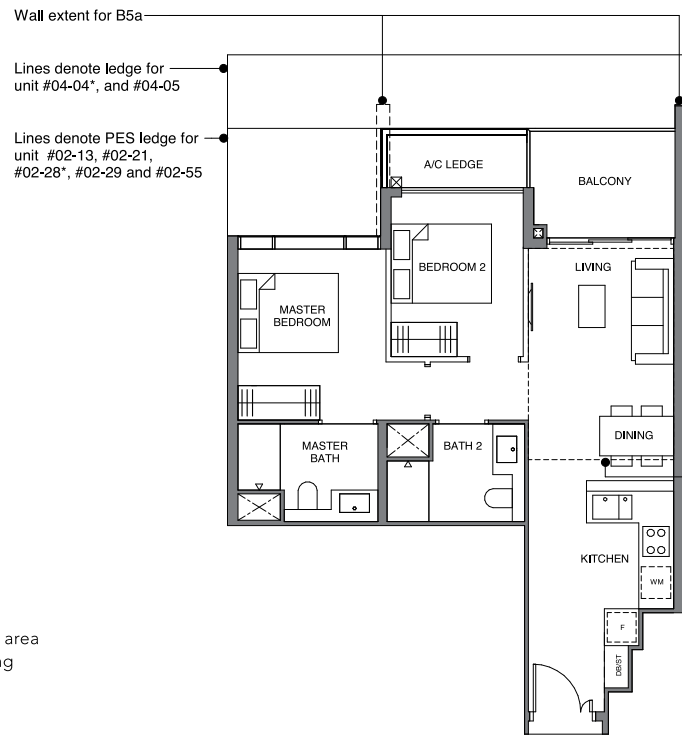 Wall extent for B5a
Lines denote ledge for
unit #04-04*, and #04-05
Lines denote PES ledge for
unit #02-13, #02-21,
#02-28*, #02-29 and #02-55
A/C LEDGE
BALCONY
BEDROOM 2
LIVING
MASTER
BEDROOM
DINING
MASTER
BATH
BATH 2
KITCHEN
WM
F
DB/ST
area